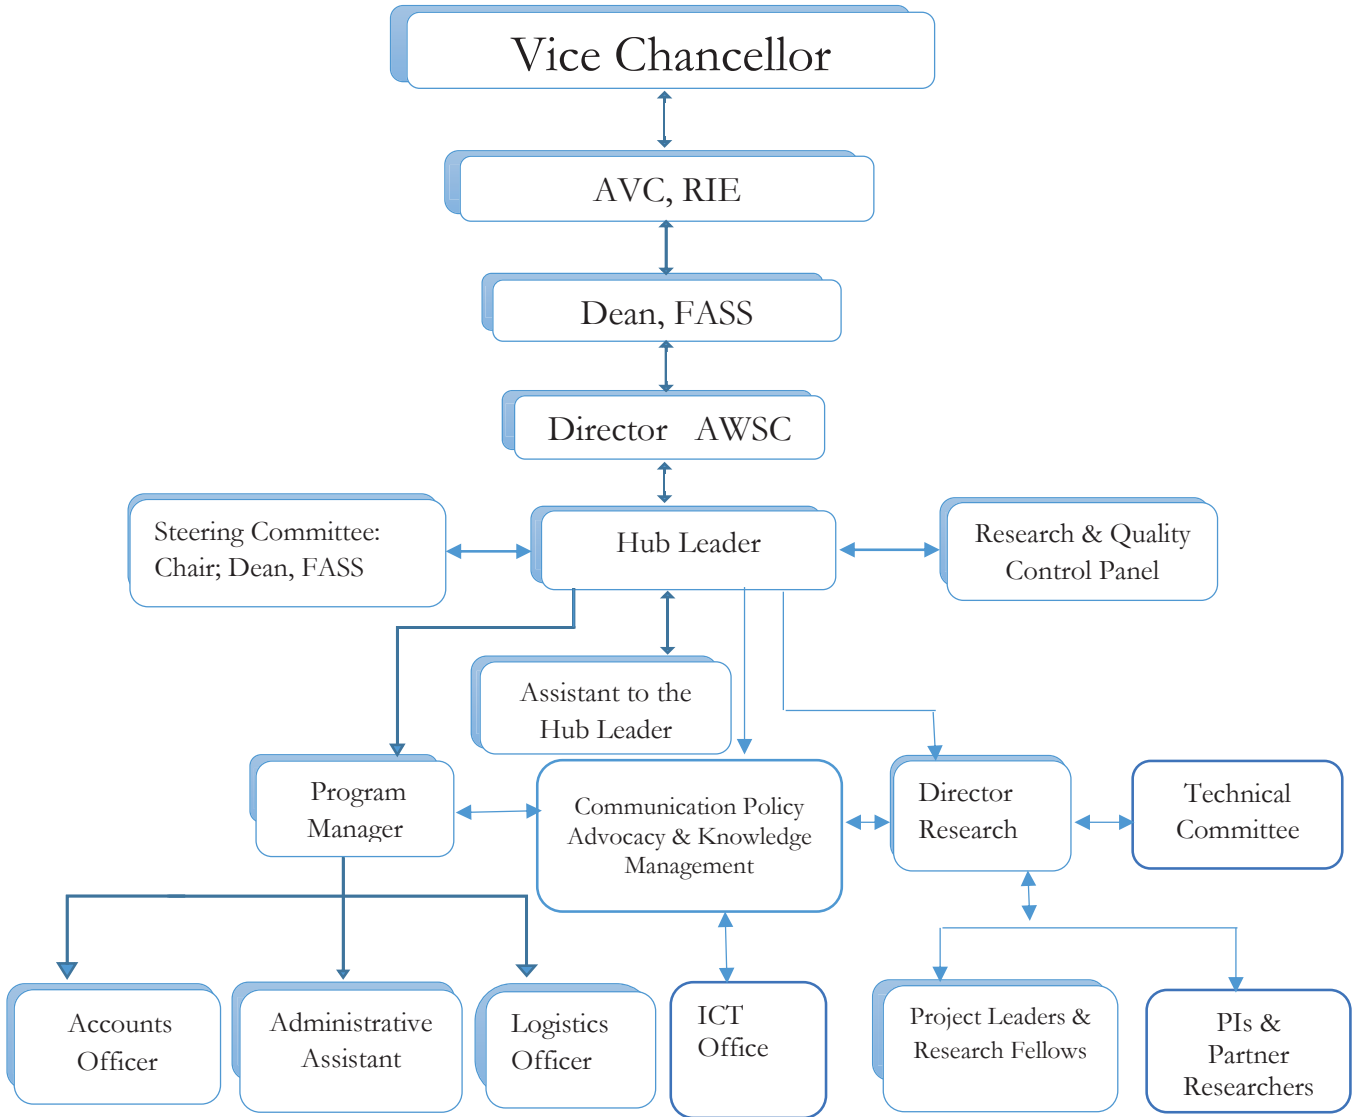 Vice Chancellor
AVC, RIE
Dean, FASS
Director AWSC
Steering Committee:
Chair; Dean, FASS
Hub Leader
Research & Quality
Control Panel
Assistant to the
Hub Leader
Program
Manager
Communication Policy
Advocacy & Knowledge
Management
Director
Research
Technical
Committee
Accounts
Officer
Administrative
Assistant
Logistics
Officer
ICT
Office
Project Leaders &
Research Fellows
PIs &
Partner
Researchers